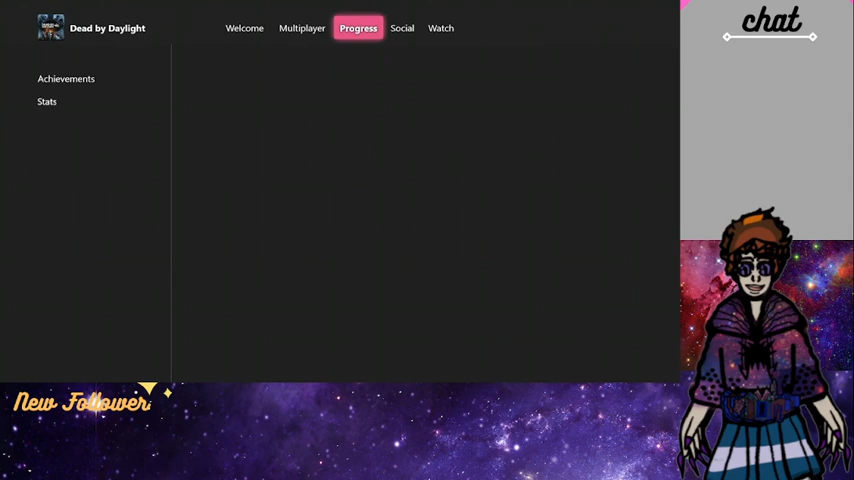 Dead by Daylight
Welcome Multiplayer Progress Social Watch
chat
Achievements
Stats
New Follower: